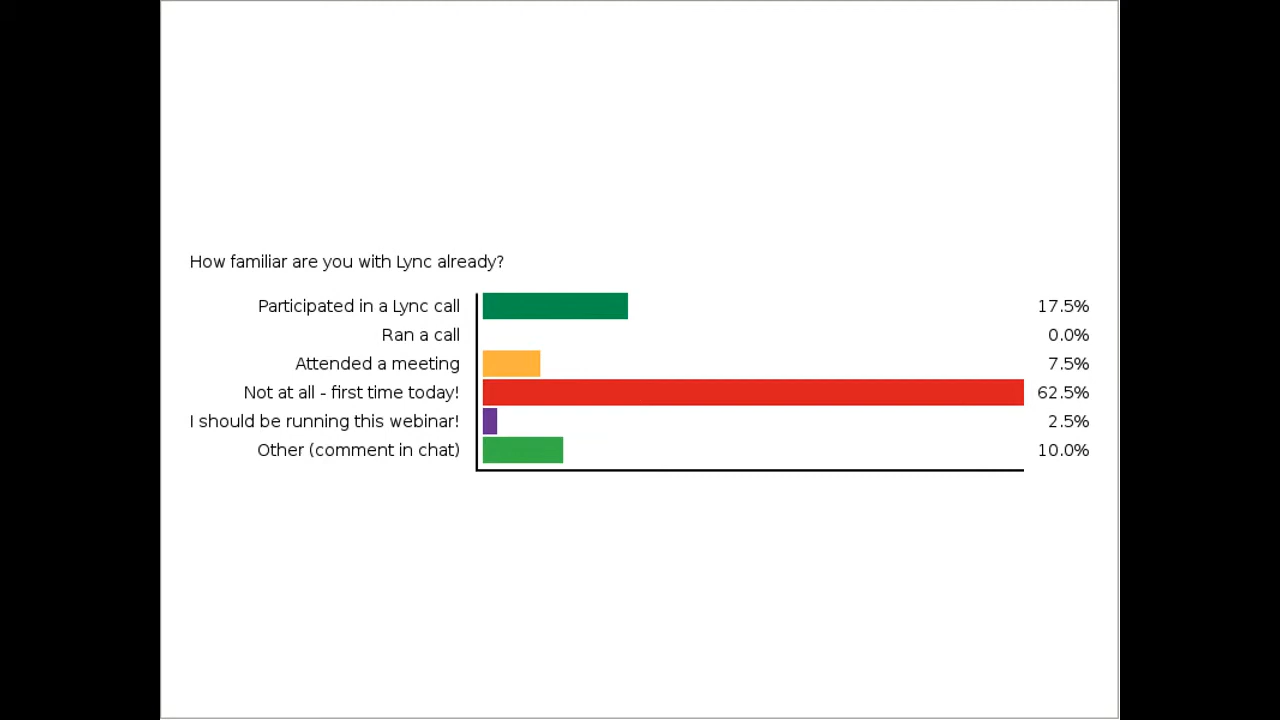 How familiar are you with Lync already?
Participated in a Lync call 17.5%
Ran a call 0.0%
Attended a meeting 7.5%
Not at all - first time today! 62.5%
I should be running this webinar! 2.5%
Other (comment in chat) 10.0%